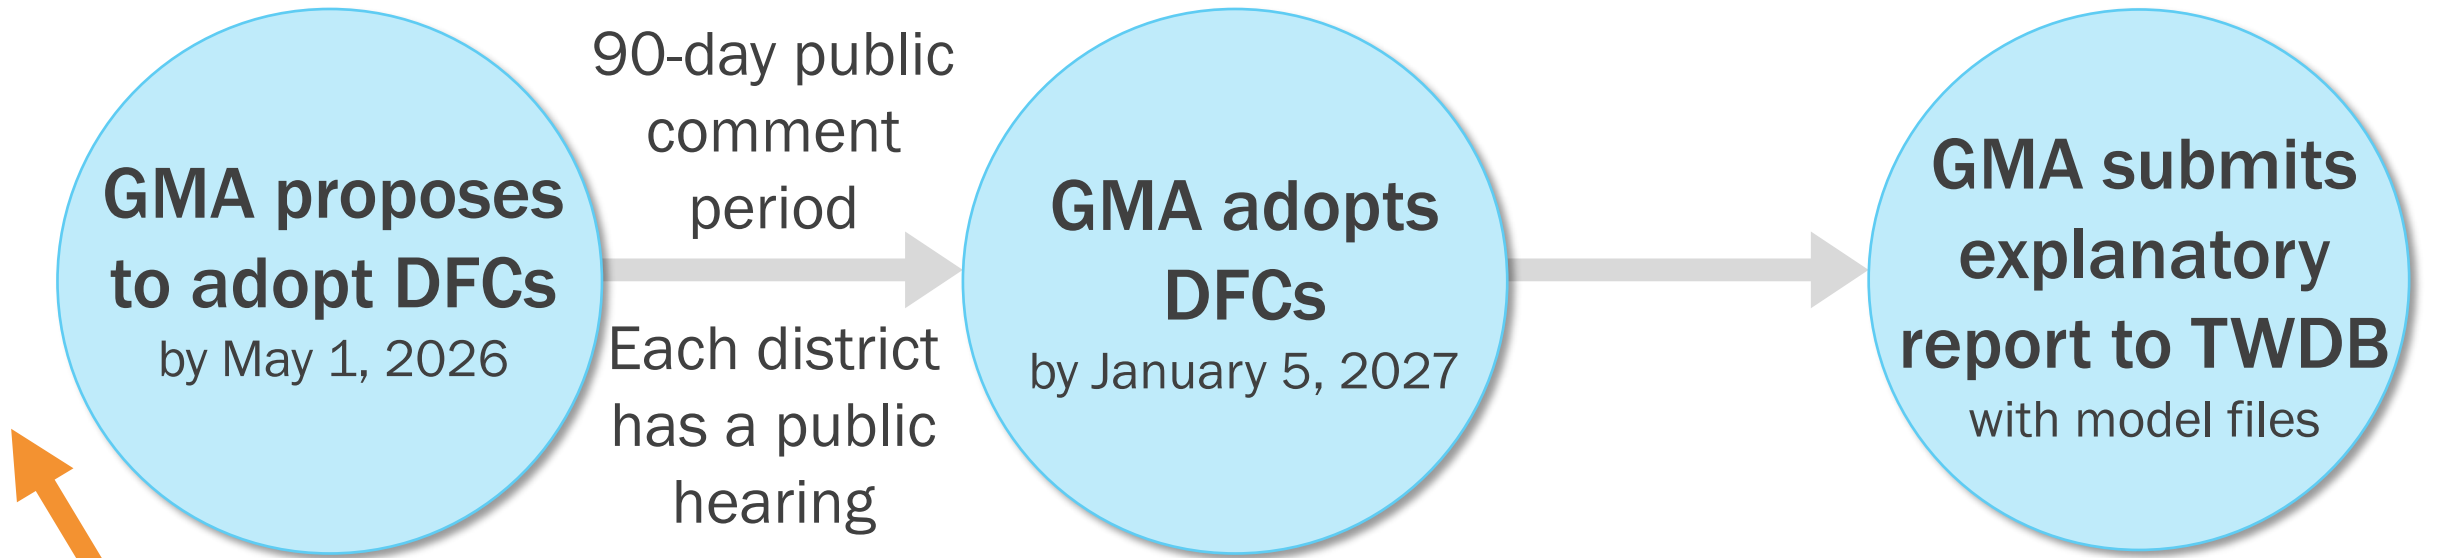 GMA proposes
to adopt DFCs
by May 1, 2026
90-day public
comment
period
Each district
has a public
hearing
GMA adopts
DFCs
by January 5, 2027
GMA submits
explanatory
report to TWDB
with model files